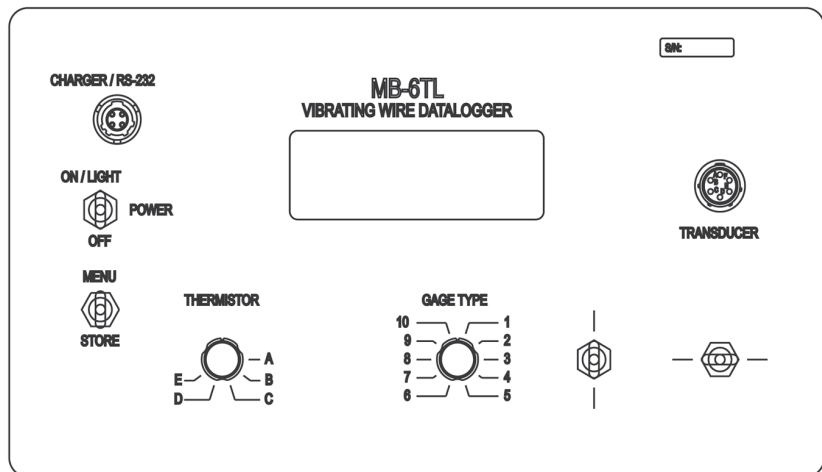 S/N:
CHARGER / RS-232
MB-6TL
VIBRATING WIRE DATALOGGER
ON / LIGHT
POWER
OFF
TRANSDUCER
MENU
STORE
THERMISTOR
A
B
C
D
E
GAGE TYPE
1
2
3
4
5
6
7
8
9
10